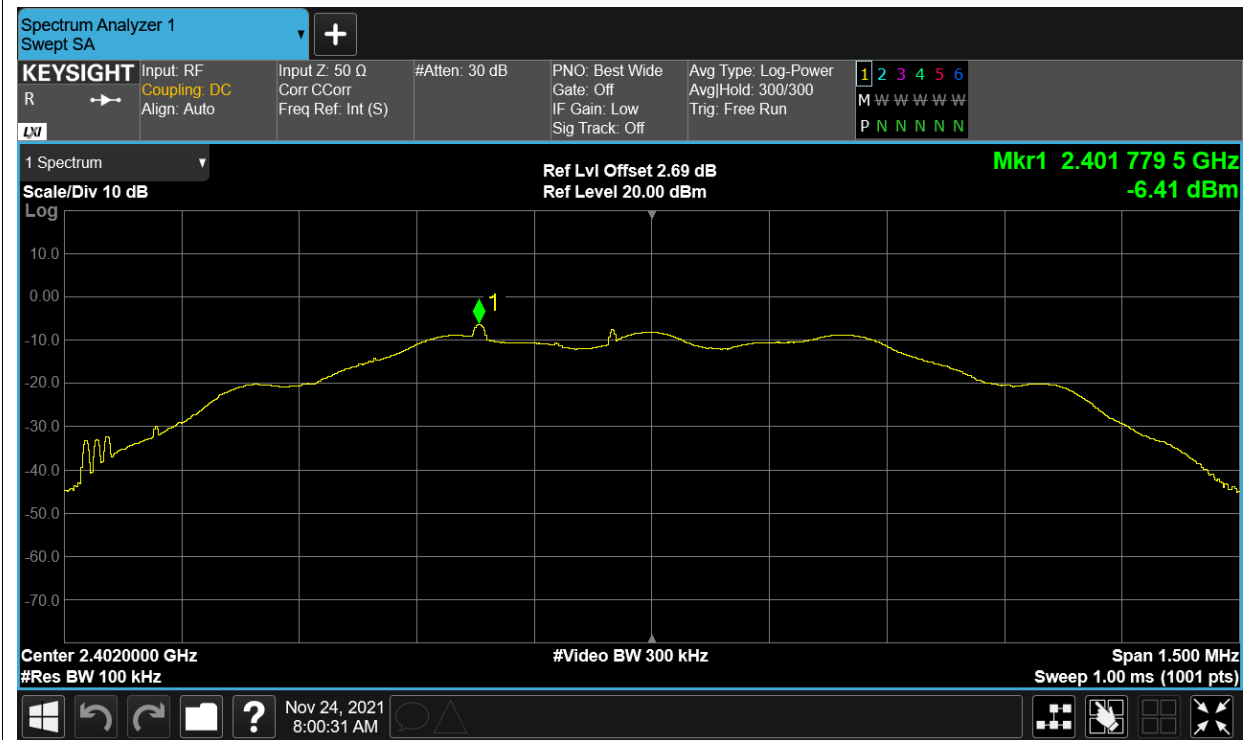 Spectrum Analyzer 1
Swept SA
KEYSIGHT
R
LXI
Input: RF
Coupling: DC
Align: Auto
Input Z: 50 Ω
Corr CCorr
Freq Ref: Int (S)
#Atten: 30 dB
PNO: Best Wide
Gate: Off
IF Gain: Low
Sig Track: Off
Avg Type: Log-Power
Avg|Hold: 300/300
Trig: Free Run
1 2 3 4 5 6
M W W W W W
P N N N N N
1 Spectrum
Scale/Div 10 dB
Ref Lvl Offset 2.69 dB
Ref Level 20.00 dBm
Mkr1 2.401 779 5 GHz
-6.41 dBm
Log
10.0
0.00
-10.0
-20.0
-30.0
-40.0
-50.0
-60.0
-70.0
1
Center 2.4020000 GHz
#Res BW 100 kHz
#Video BW 300 kHz
Span 1.500 MHz
Sweep 1.00 ms (1001 pts)
?
Nov 24, 2021
8:00:31 AM